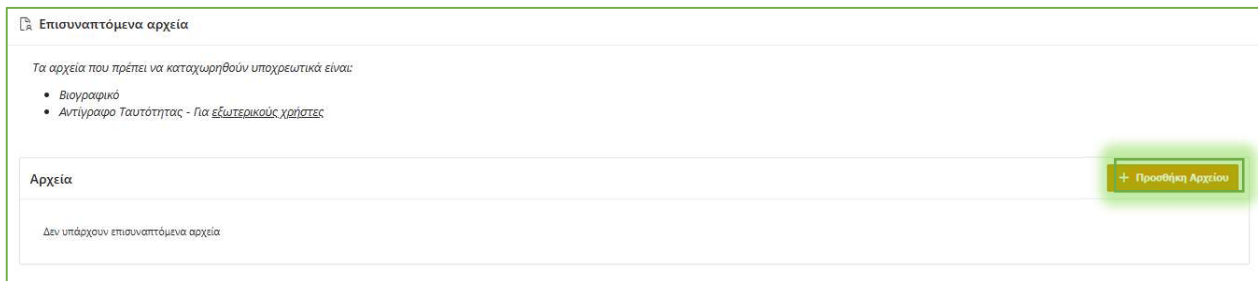 Επισυναπτόμενα αρχεία
Τα αρχεία που πρέπει να καταχωρηθούν υποχρεωτικά είναι:
• Βιογραφικό
• Αντίγραφο Ταυτότητας - Για εξωτερικούς χρήστες
Αρχεία
+ Προσθήκη Αρχείου
Δεν υπάρχουν επισυναπτόμενα αρχεία